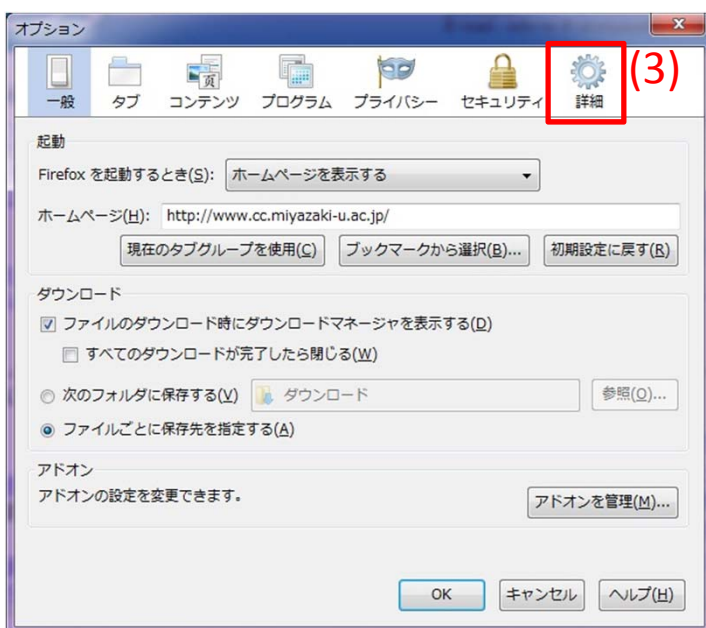 オプション
一般 タブ コンテンツ プログラム プライバシー セキュリティ 詳細 (3)
起動
Firefox を起動するとき(S): ホームページを表示する
ホームページ(H): http://www.cc.miyazaki-u.ac.jp/
現在のタブグループを使用(C) ブックマークから選択(B)... 初期設定に戻す(R)
ダウンロード
ファイルのダウンロード時にダウンロードマネージャを表示する(D)
すべてのダウンロードが完了したら閉じる(W)
次のフォルダに保存する(V) ダウンロード 参照(O)...
ファイルごとに保存先を指定する(A)
アドオン
アドオンの設定を変更できます。 アドオンを管理(M)...
OK キャンセル ヘルプ(H)